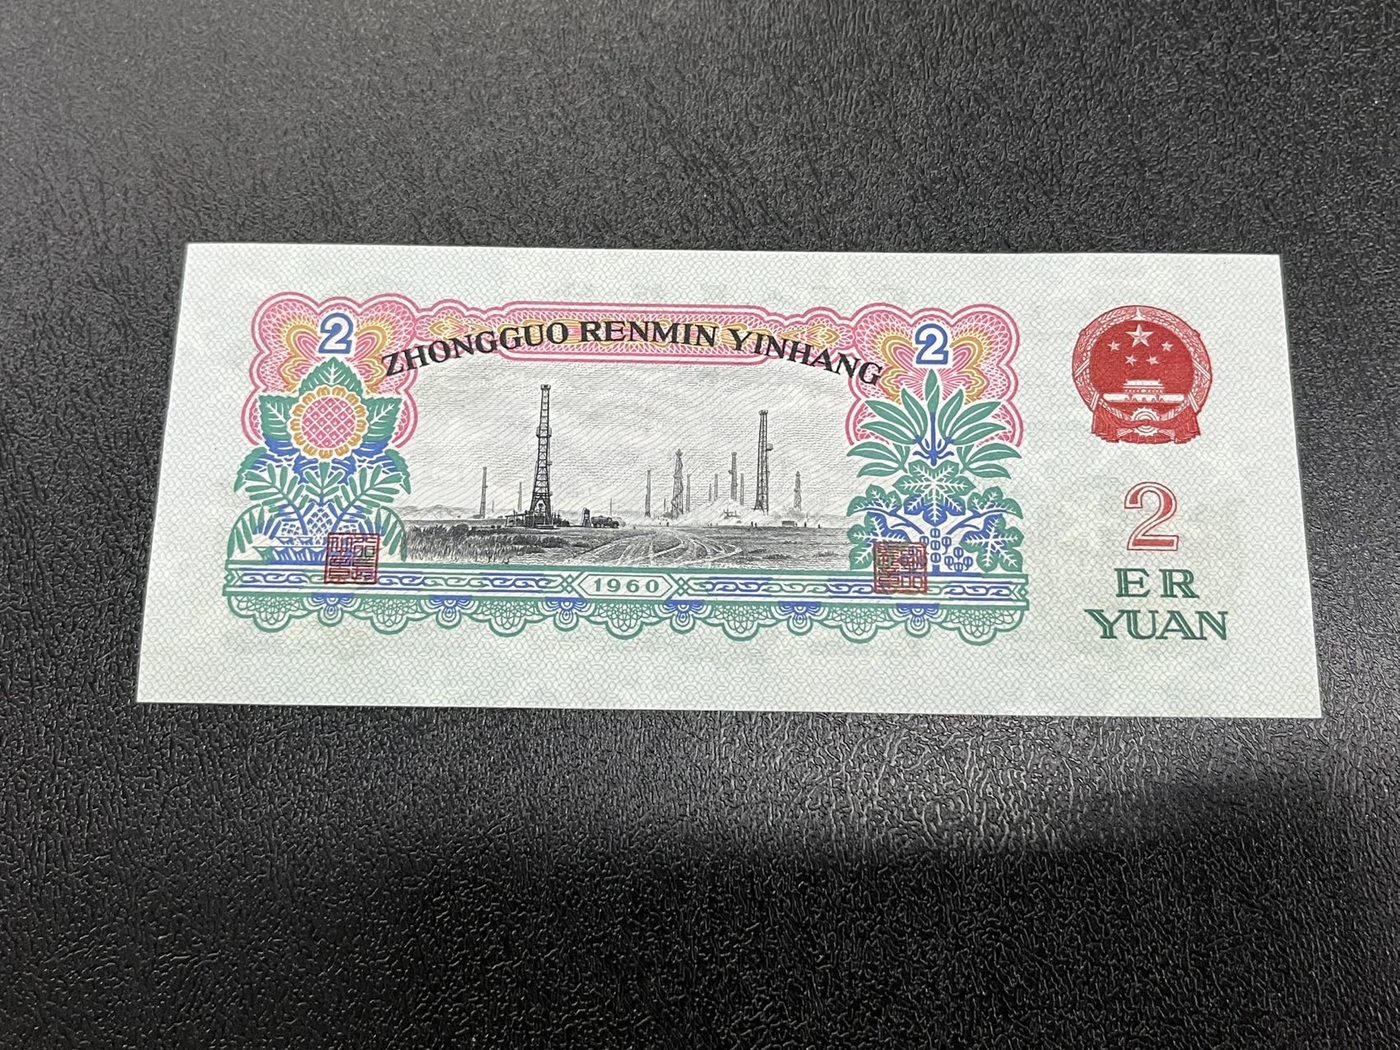 2
ZHONGGUO RENMIN YINHANG
2
1960
2
ER
YUAN